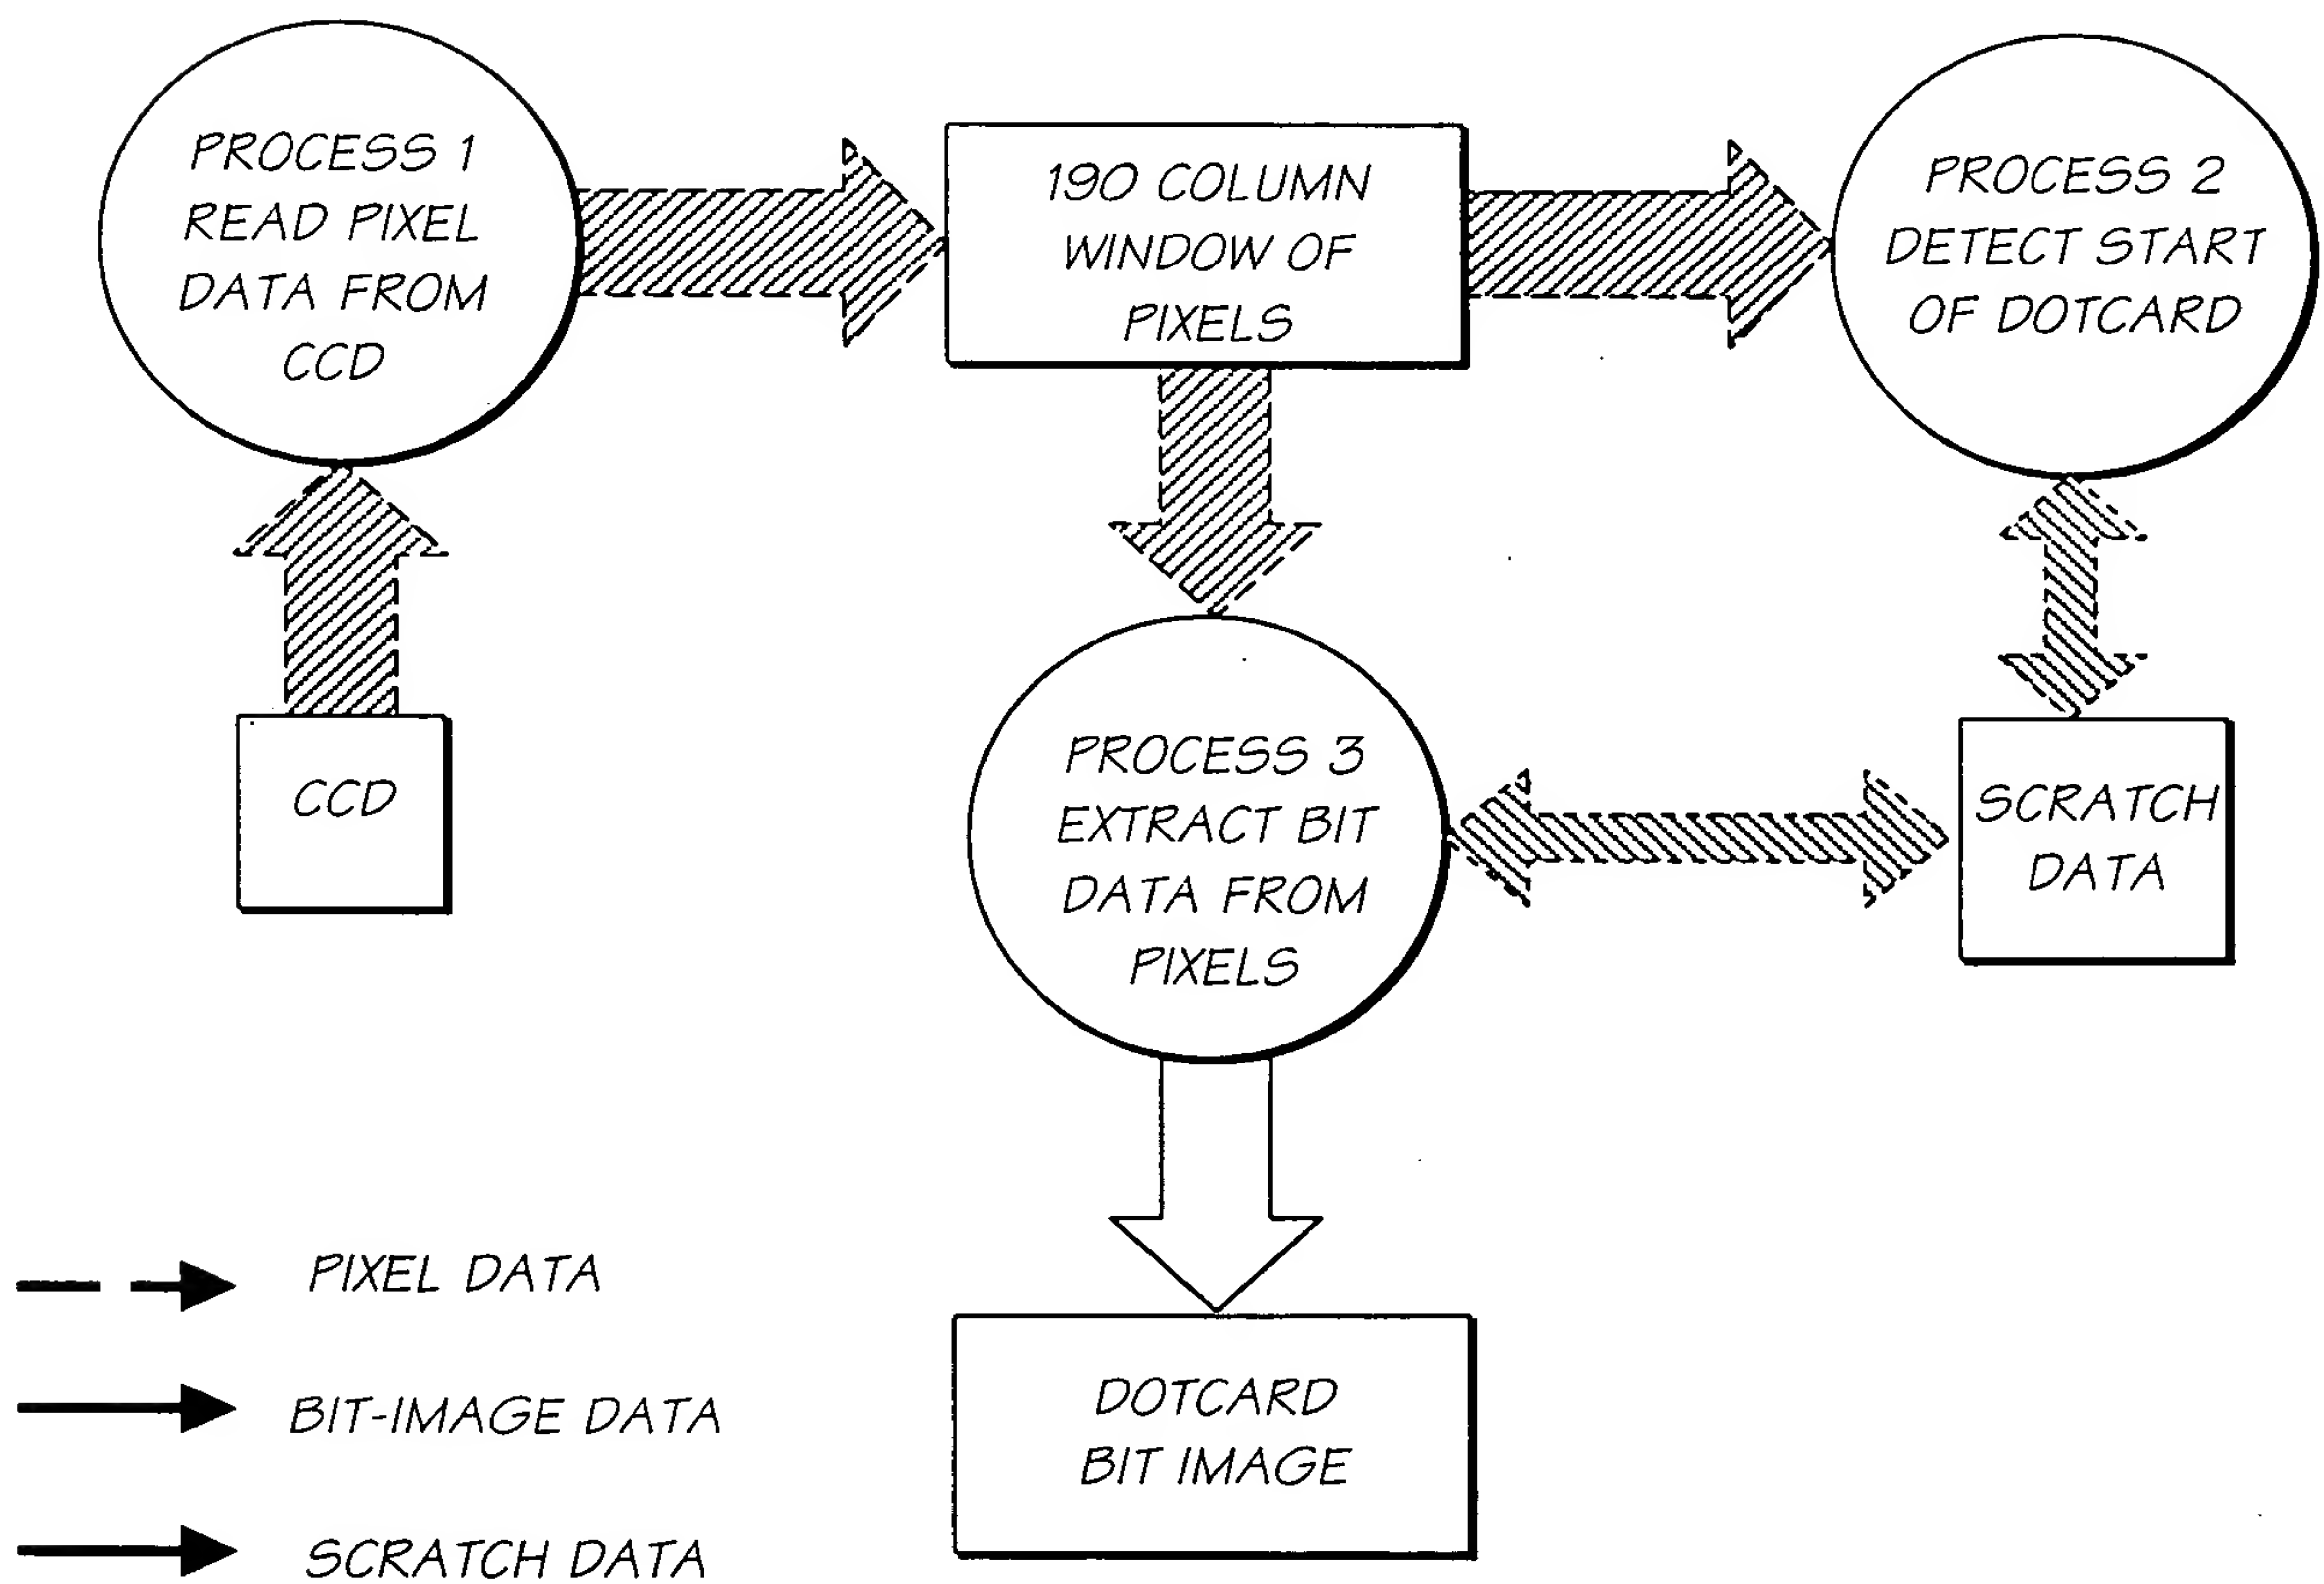 PROCESS 1
READ PIXEL
DATA FROM
CCD
190 COLUMN
WINDOW OF
PIXELS
PROCESS 2
DETECT START
OF DOTCARD
CCD
PROCESS 3
EXTRACT BIT
DATA FROM
PIXELS
SCRATCH
DATA
DOTCARD
BIT IMAGE
PIXEL DATA
BIT-IMAGE DATA
SCRATCH DATA